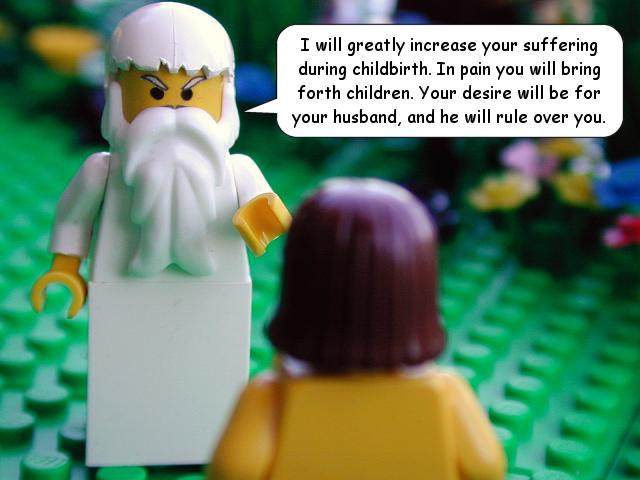 I will greatly increase your suffering
during childbirth. In pain you will bring
forth children. Your desire will be for
your husband, and he will rule over you.